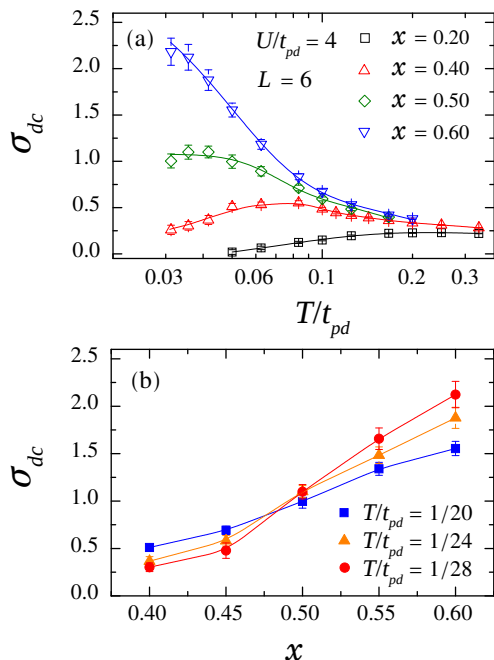 (a)
U/t_pd = 4
L = 6
x = 0.20
x = 0.40
x = 0.50
x = 0.60
2.5
2.0
1.5
1.0
0.5
0.0
σ_dc
0.03 0.06 0.1 0.2 0.3
T/t_pd
(b)
2.5
2.0
1.5
1.0
0.5
0.0
σ_dc
T/t_pd = 1/20
T/t_pd = 1/24
T/t_pd = 1/28
0.40 0.45 0.50 0.55 0.60
x